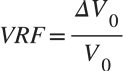 VRF = ΔV₀ / V₀